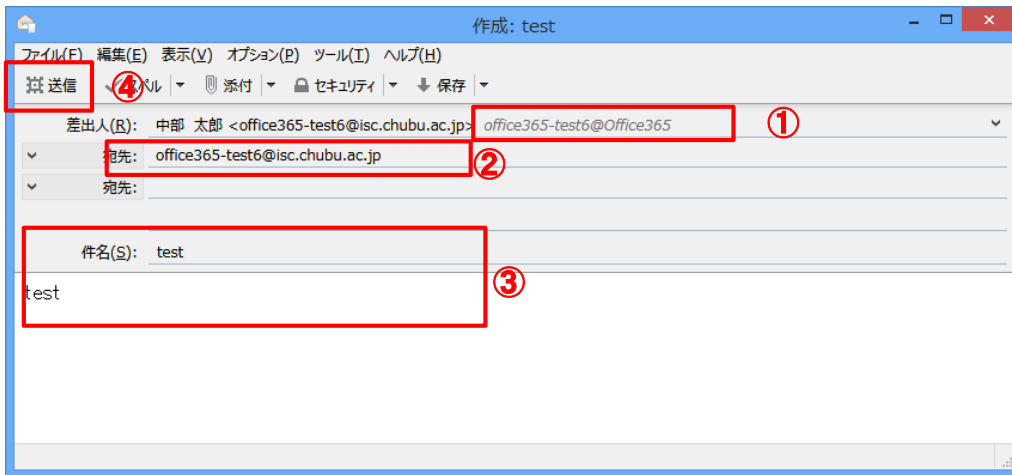 作成: test
ファイル(F) 編集(E) 表示(V) オプション(P) ツール(T) ヘルプ(H)
送信 ④ ペル 添付 セキュリティ 保存
差出人(R): 中部 太郎 <office365-test6@isc.chubu.ac.jp> office365-test6@Office365 ①
宛先: office365-test6@isc.chubu.ac.jp ②
宛先:
件名(S): test
③
test